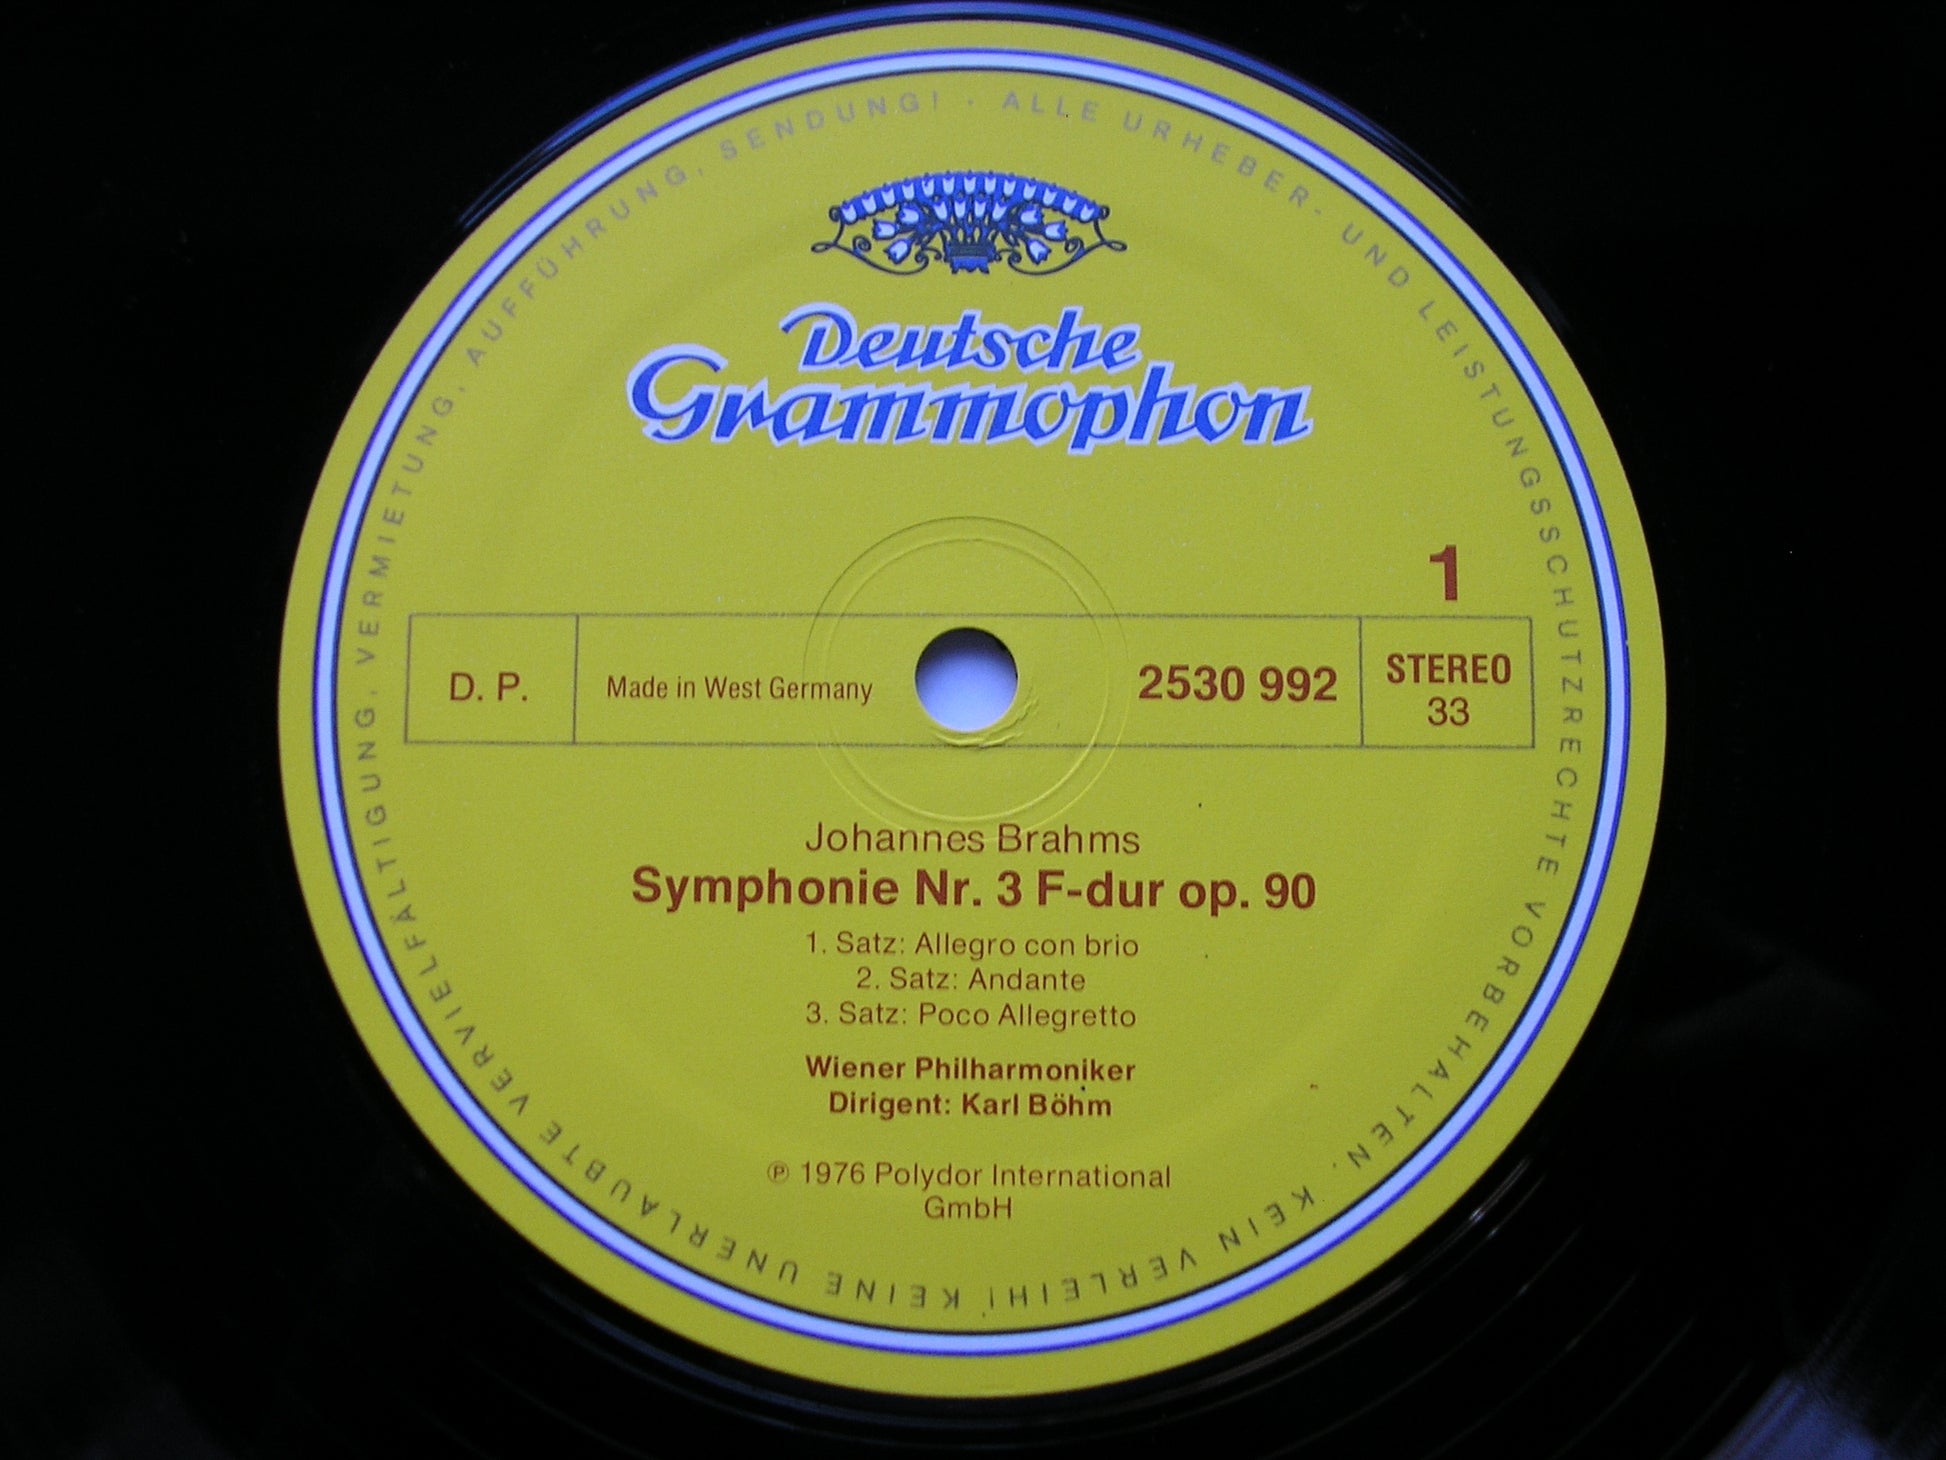 ALLE URHEBER- UND LEISTUNGSSCHUTZRECHTE VORBEHALTEN. KEIN VERLEIH! KEINE UNERLAUBTE VERVIELFÄLTIGUNG, VERMIETUNG, AUFFÜHRUNG, SENDUNG! ·
Deutsche
Grammophon
1
D. P.
Made in West Germany
2530 992
STEREO
33
Johannes Brahms
Symphonie Nr. 3 F-dur op. 90
1. Satz: Allegro con brio
2. Satz: Andante
3. Satz: Poco Allegretto
Wiener Philharmoniker
Dirigent: Karl Böhm
℗ 1976 Polydor International
GmbH